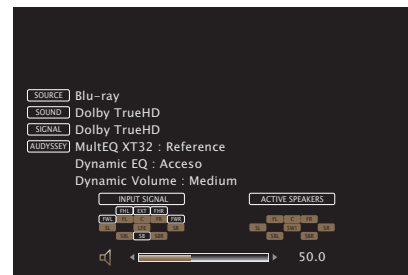 SOURCE Blu-ray
SOUND Dolby TrueHD
SIGNAL Dolby TrueHD
AUDYSSEY MultEQ XT32 : Reference
Dynamic EQ : Acceso
Dynamic Volume : Medium
INPUT SIGNAL ACTIVE SPEAKERS
FHL EXT FHR
FWL FL C FR FWR FL C FR
SL LFE SR SL SW1 SR
SBL SB SBR SBL SBR
50.0